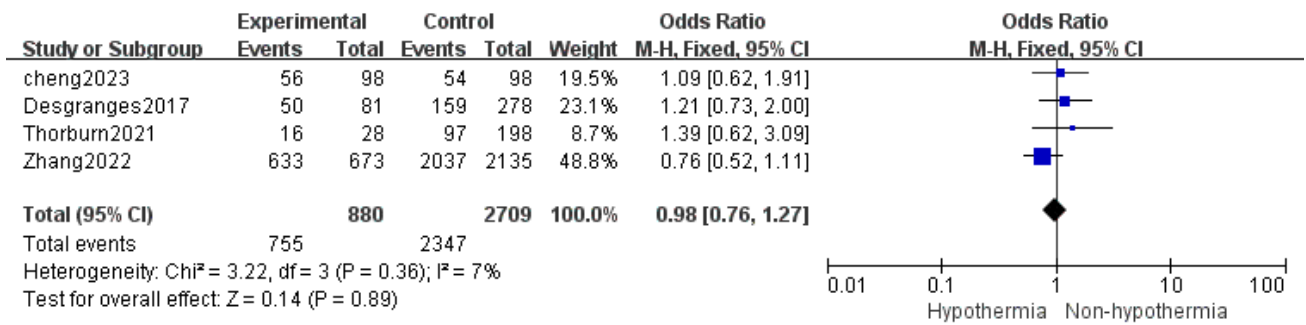 Experimental Control Odds Ratio Odds Ratio
Study or Subgroup Events Total Events Total Weight M-H, Fixed, 95% CI M-H, Fixed, 95% CI
cheng2023 56 98 54 98 19.5% 1.09 [0.62, 1.91]
Desgranges2017 50 81 159 278 23.1% 1.21 [0.73, 2.00]
Thorburn2021 16 28 97 198 8.7% 1.39 [0.62, 3.09]
Zhang2022 633 673 2037 2135 48.8% 0.76 [0.52, 1.11]
Total (95% CI) 880 2709 100.0% 0.98 [0.76, 1.27]
Total events 755 2347
Heterogeneity: Chi² = 3.22, df = 3 (P = 0.36); I² = 7%
Test for overall effect: Z = 0.14 (P = 0.89)
0.01 0.1 1 10 100
Hypothermia Non-hypothermia